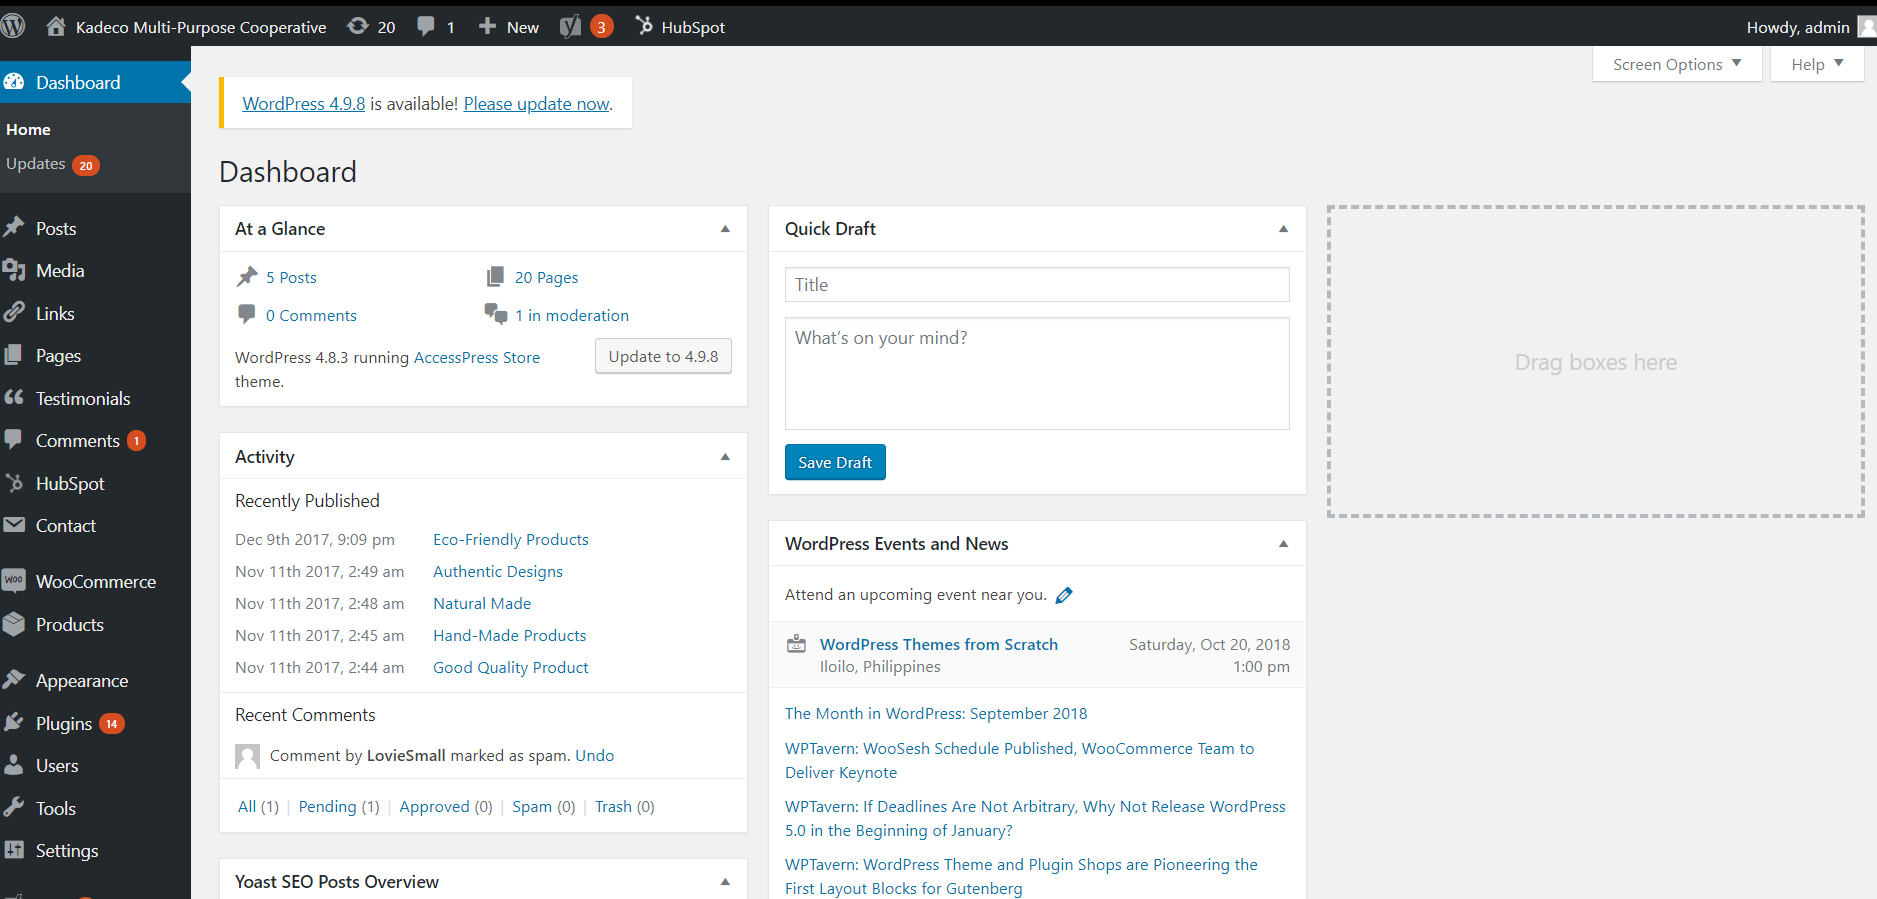 Kadeco Multi-Purpose Cooperative 20 1 New 3 HubSpot Howdy, admin
Dashboard
Home
Updates 20
Posts
Media
Links
Pages
Testimonials
Comments 1
HubSpot
Contact
WOO WooCommerce
Products
Appearance
Plugins 14
Users
Tools
Settings
Screen Options Help
WordPress 4.9.8 is available! Please update now.
Dashboard
At a Glance
5 Posts 20 Pages
0 Comments 1 in moderation
WordPress 4.8.3 running AccessPress Store
theme.
Update to 4.9.8
Activity
Recently Published
Dec 9th 2017, 9:09 pm Eco-Friendly Products
Nov 11th 2017, 2:49 am Authentic Designs
Nov 11th 2017, 2:48 am Natural Made
Nov 11th 2017, 2:45 am Hand-Made Products
Nov 11th 2017, 2:44 am Good Quality Product
Recent Comments
Comment by LovieSmall marked as spam. Undo
All (1) | Pending (1) | Approved (0) | Spam (0) | Trash (0)
Yoast SEO Posts Overview
Quick Draft
Title
What's on your mind?
Save Draft
WordPress Events and News
Attend an upcoming event near you.
WordPress Themes from Scratch Saturday, Oct 20, 2018
Iloilo, Philippines 1:00 pm
The Month in WordPress: September 2018
WPTavern: WooSesh Schedule Published, WooCommerce Team to
Deliver Keynote
WPTavern: If Deadlines Are Not Arbitrary, Why Not Release WordPress
5.0 in the Beginning of January?
WPTavern: WordPress Theme and Plugin Shops are Pioneering the
First Layout Blocks for Gutenberg
Drag boxes here